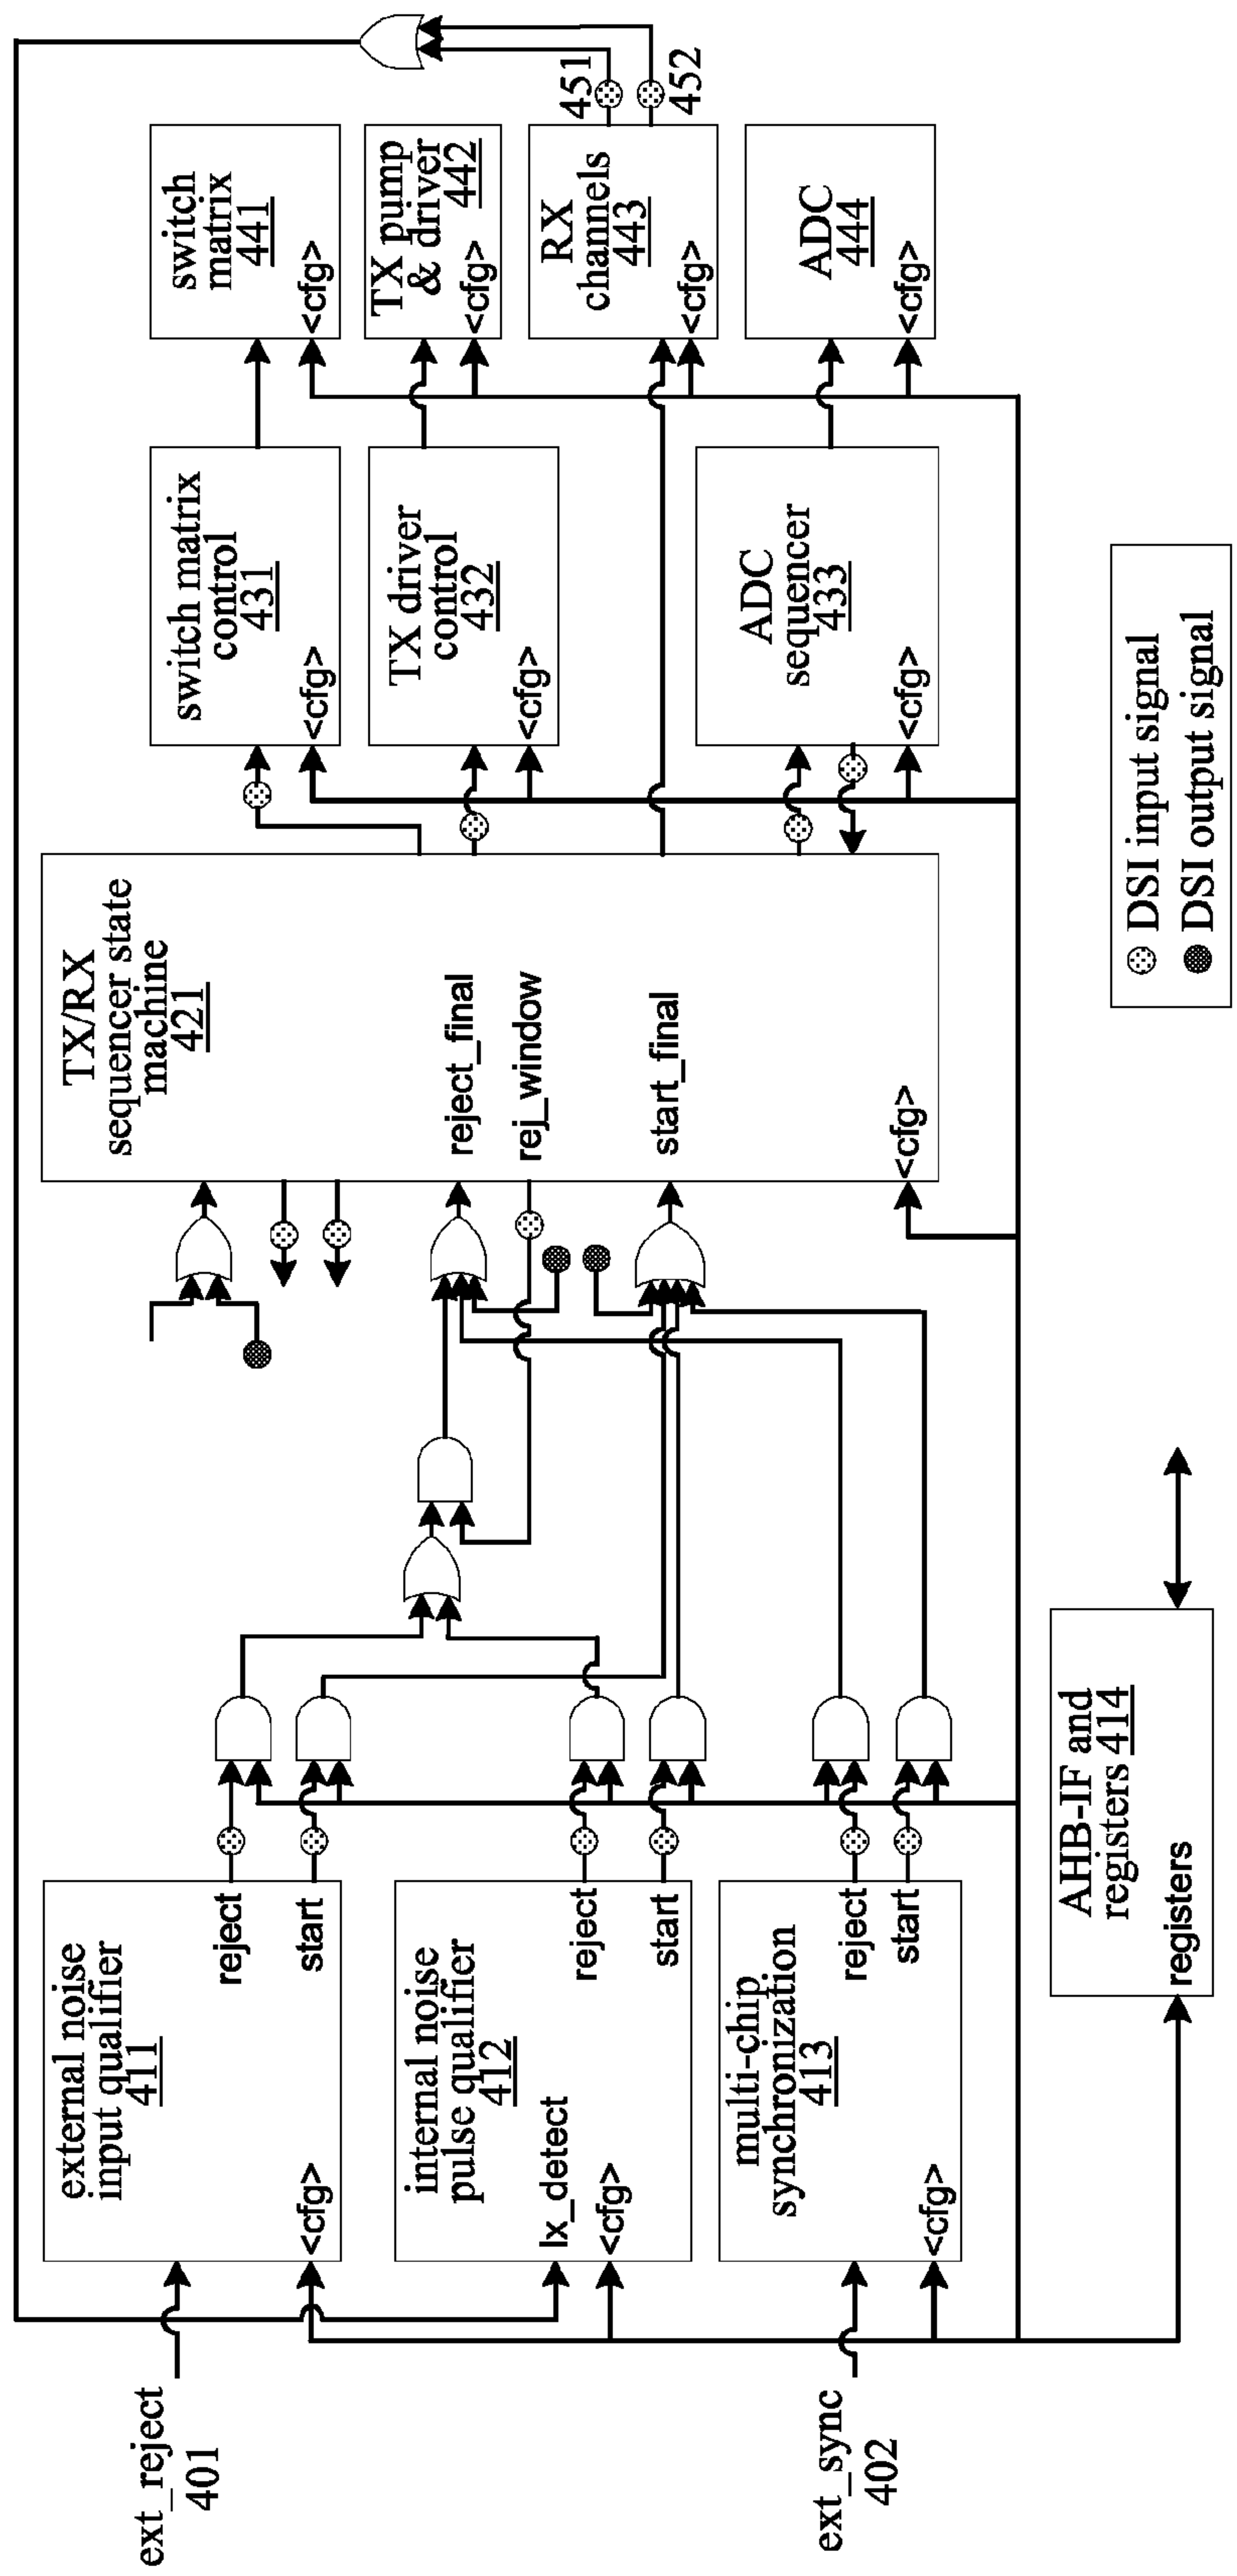 ext_reject
401
external noise
input qualifier
411
<cfg>
reject
start
internal noise
pulse qualifier
412
lx_detect
<cfg>
reject
start
ext_sync
402
multi-chip
synchronization
413
<cfg>
reject
start
AHB-IF and
registers 414
registers
TX/RX
sequencer state
machine
421
reject_final
rej_window
start_final
<cfg>
switch matrix
control
431
<cfg>
TX driver
control
432
<cfg>
ADC
sequencer
433
<cfg>
switch
matrix
441
<cfg>
TX pump
& driver
442
<cfg>
RX
channels
443
<cfg>
ADC
444
<cfg>
451
452
DSI input signal
DSI output signal